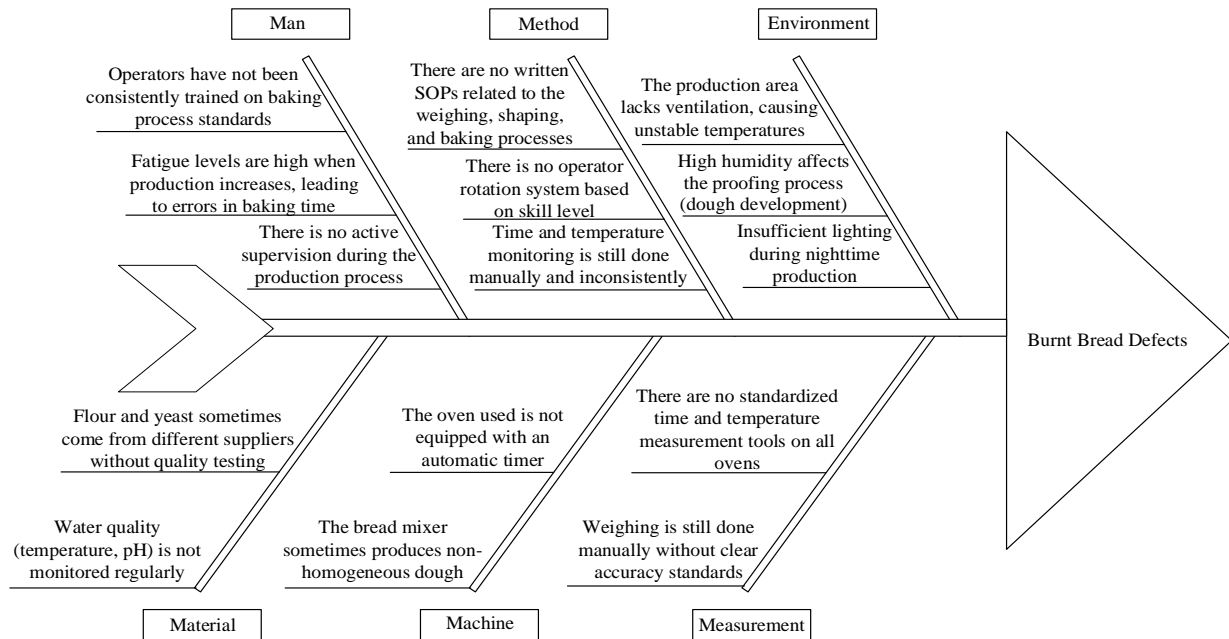 Man
Operators have not been
consistently trained on baking
process standards
Fatigue levels are high when
production increases, leading
to errors in baking time
There is no active
supervision during the
production process
Method
There are no written
SOPs related to the
weighing, shaping,
and baking processes
There is no operator
rotation system based
on skill level
Time and temperature
monitoring is still done
manually and inconsistently
Environment
The production area
lacks ventilation, causing
unstable temperatures
High humidity affects
the proofing process
(dough development)
Insufficient lighting
during nighttime
production
Burnt Bread Defects
Flour and yeast sometimes
come from different suppliers
without quality testing
Water quality
(temperature, pH) is not
monitored regularly
Material
The oven used is not
equipped with an
automatic timer
The bread mixer
sometimes produces non-
homogeneous dough
Machine
There are no standardized
time and temperature
measurement tools on all
ovens
Weighing is still done
manually without clear
accuracy standards
Measurement